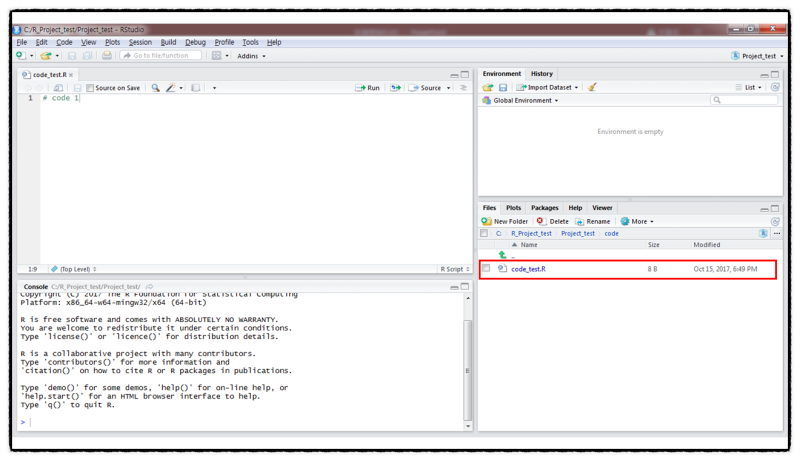 C:/R_Project_test/Project_test - RStudio
File Edit Code View Plots Session Build Debug Profile Tools Help
Go to file/function Addins Project_test
code_test.R
Source on Save Run Source
1 # code 1
1:9 (Top Level) R Script
Console C:/R_Project_test/Project_test/
Copyright (C) 2017 The R Foundation for Statistical Computing
Platform: x86_64-w64-mingw32/x64 (64-bit)
R is free software and comes with ABSOLUTELY NO WARRANTY.
You are welcome to redistribute it under certain conditions.
Type 'license()' or 'licence()' for distribution details.
R is a collaborative project with many contributors.
Type 'contributors()' for more information and
'citation()' on how to cite R or R packages in publications.
Type 'demo()' for some demos, 'help()' for on-line help, or
'help.start()' for an HTML browser interface to help.
Type 'q()' to quit R.
>
Environment History
Import Dataset List
Global Environment
Environment is empty
Files Plots Packages Help Viewer
New Folder Delete Rename More
C: R_Project_test Project_test code
Name Size Modified
..
code_test.R 8 B Oct 15, 2017, 6:49 PM